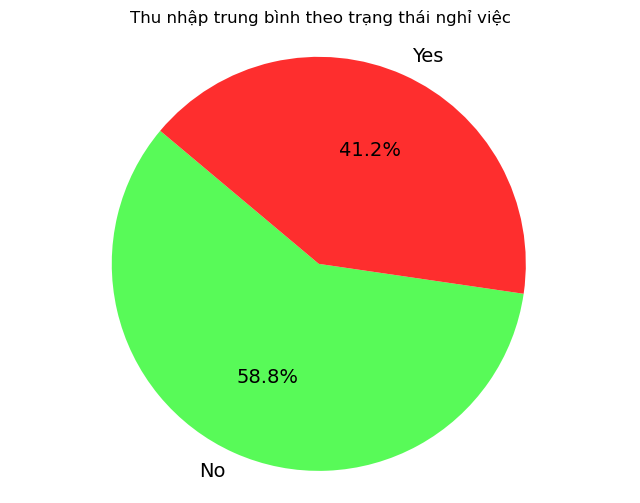 Thu nhập trung bình theo trạng thái nghỉ việc
Yes
41.2%
58.8%
No